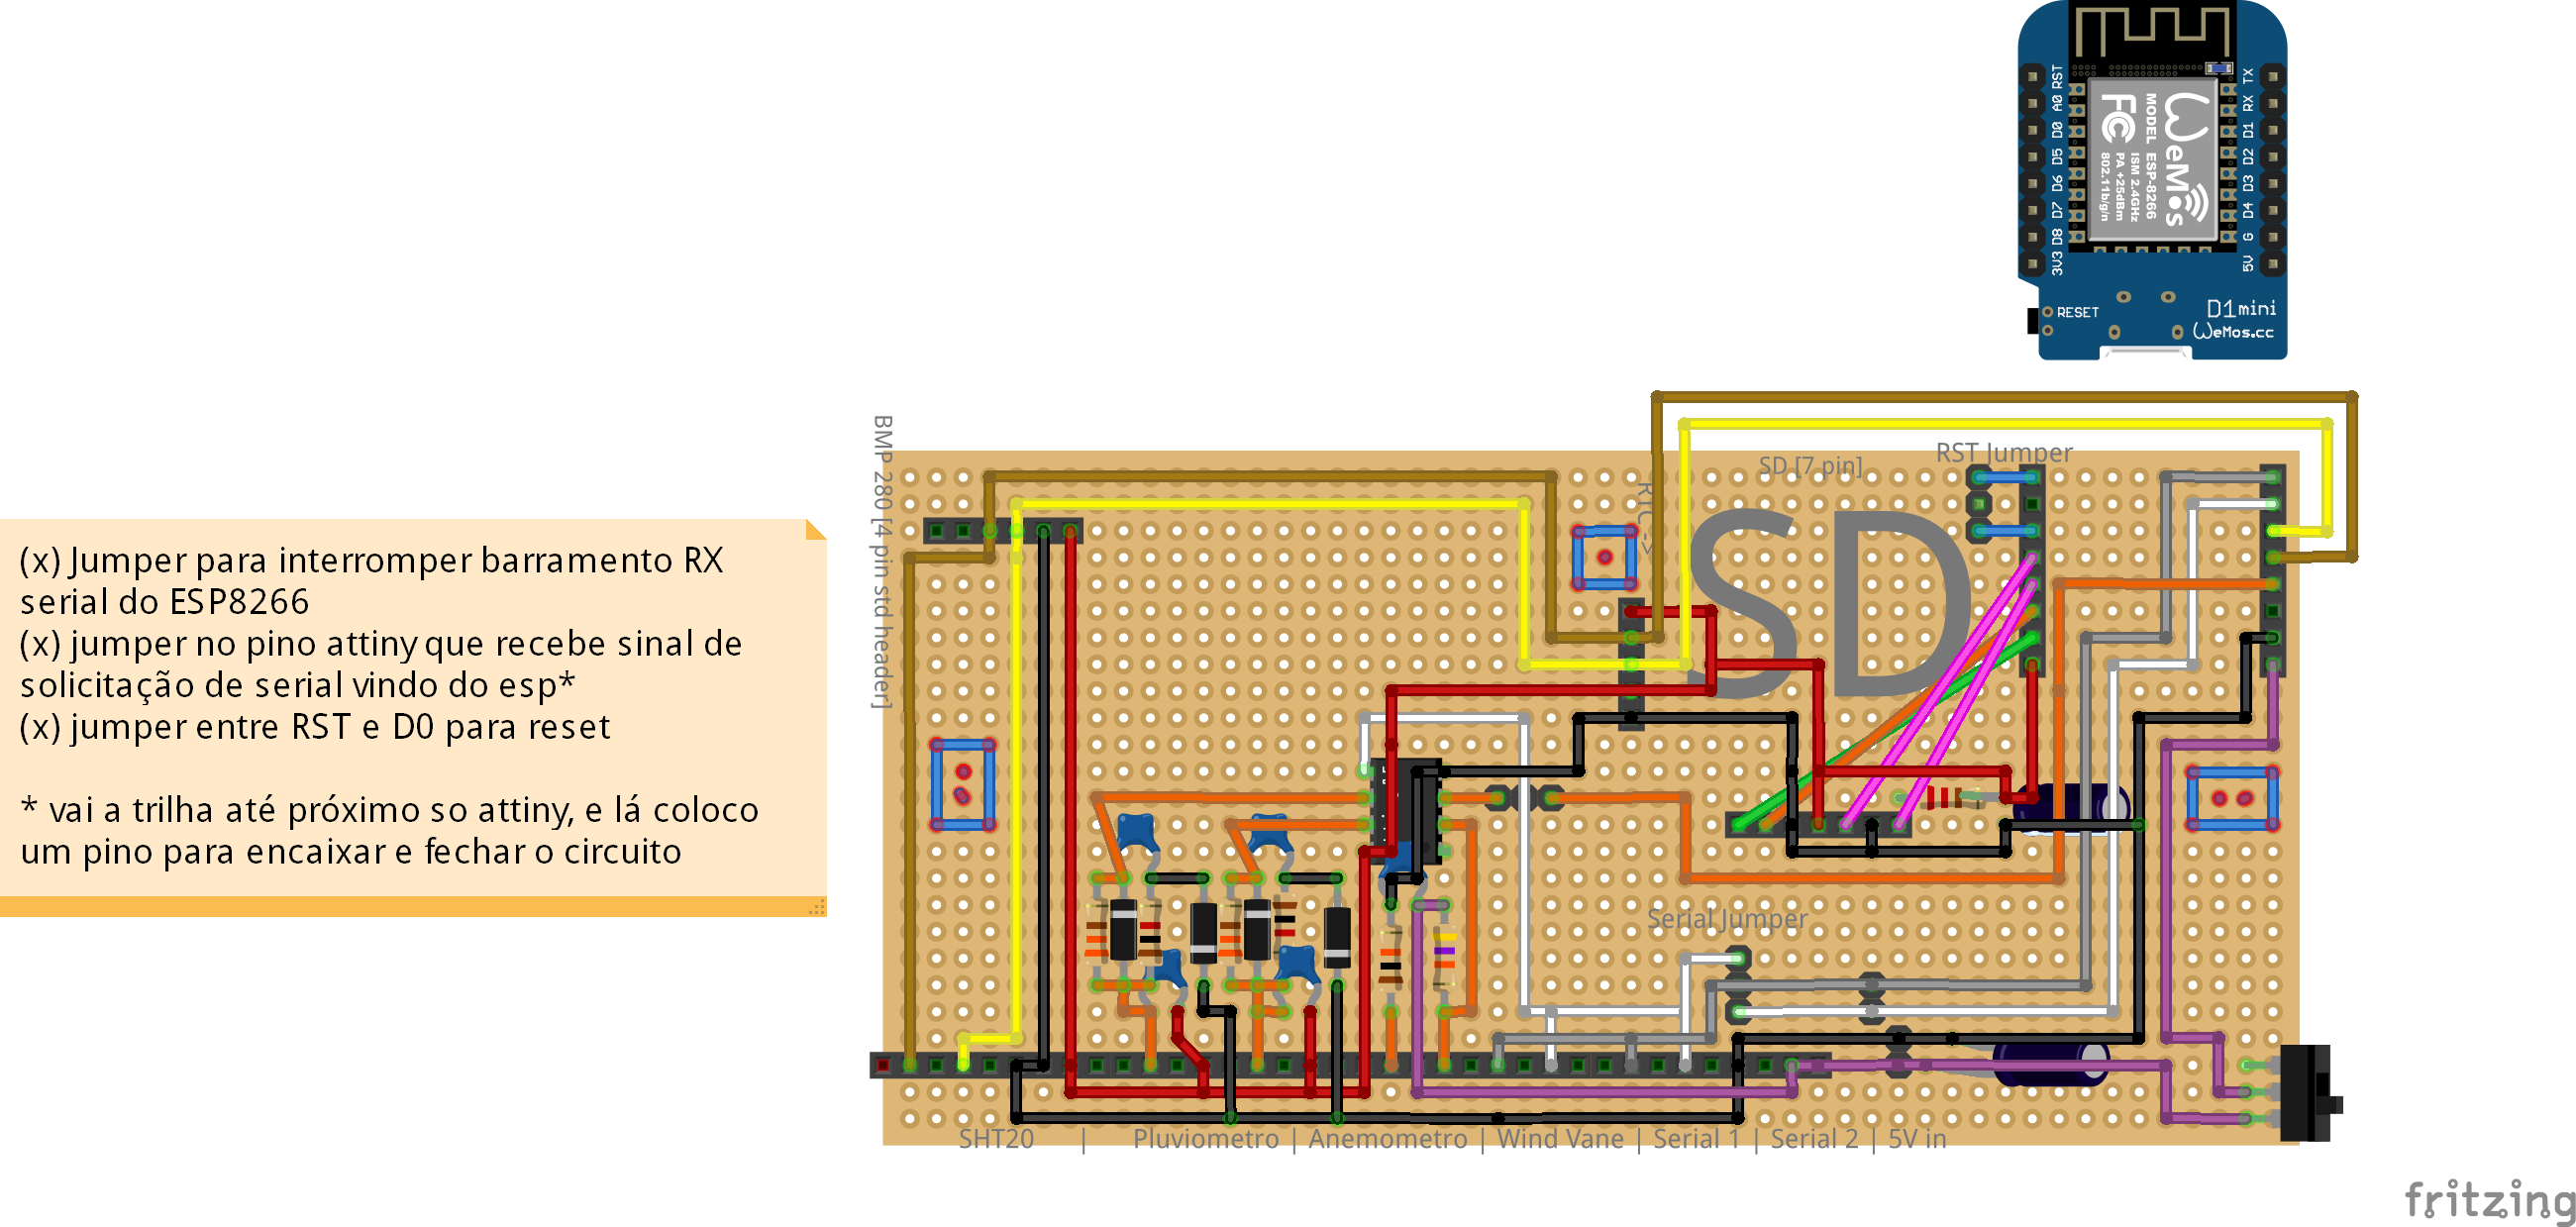 RST
A0
D0
D5
D6
D7
D8
3V3
TX
RX
D1
D2
D3
D4
G
5V
WeMos
MODEL ESP-8266
ISM 2.4GHz
PA +25dBm
802.11b/g/n
FC
RESET
D1mini
WeMos.cc
(x) Jumper para interromper barramento RX
serial do ESP8266
(x) jumper no pino attiny que recebe sinal de
solicitação de serial vindo do esp*
(x) jumper entre RST e D0 para reset
* vai a trilha até próximo so attiny, e lá coloco
um pino para encaixar e fechar o circuito
BMP 280 [4 pin std header]
RST Jumper
SD [7 pin]
RTC ->
SD
Serial Jumper
SHT20 | Pluviometro | Anemometro | Wind Vane | Serial 1 | Serial 2 | 5V in
fritzing